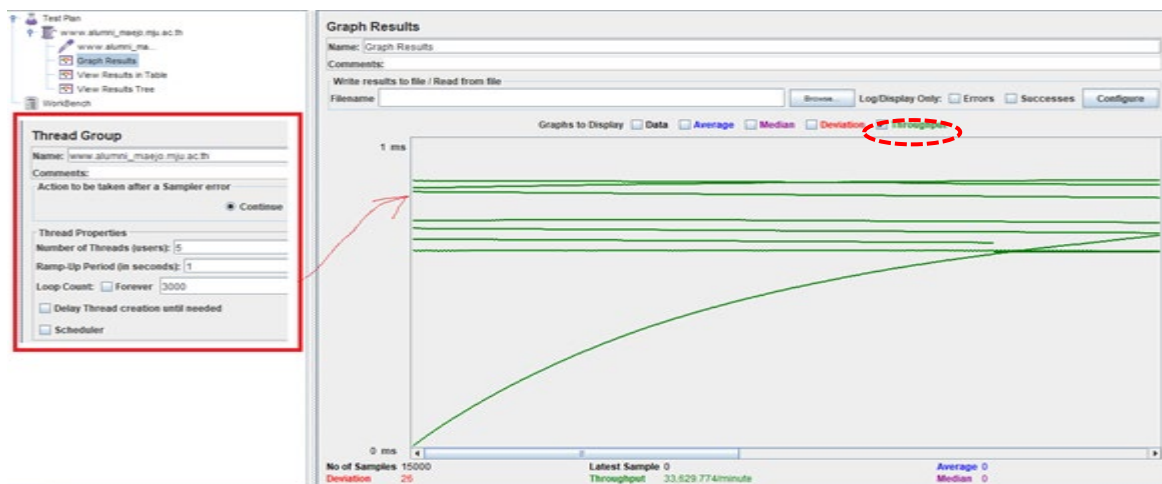 Test Plan
www.alumni_maejo.mju.ac.th
www.alumni_ma...
Graph Results
View Results in Table
View Results Tree
WorkBench
Thread Group
Name: www.alumni_maejo.mju.ac.th
Comments:
Action to be taken after a Sampler error
Continue
Thread Properties
Number of Threads (users): 5
Ramp-Up Period (in seconds): 1
Loop Count: Forever 3000
Delay Thread creation until needed
Scheduler
Graph Results
Name: Graph Results
Comments:
Write results to file / Read from file
Filename Browse... Log/Display Only: Errors Successes Configure
Graphs to Display Data Average Median Deviation Throughput
1 ms
0 ms
No of Samples 15000 Latest Sample 0 Average 0
Deviation 26 Throughput 33,629.774/minute Median 0